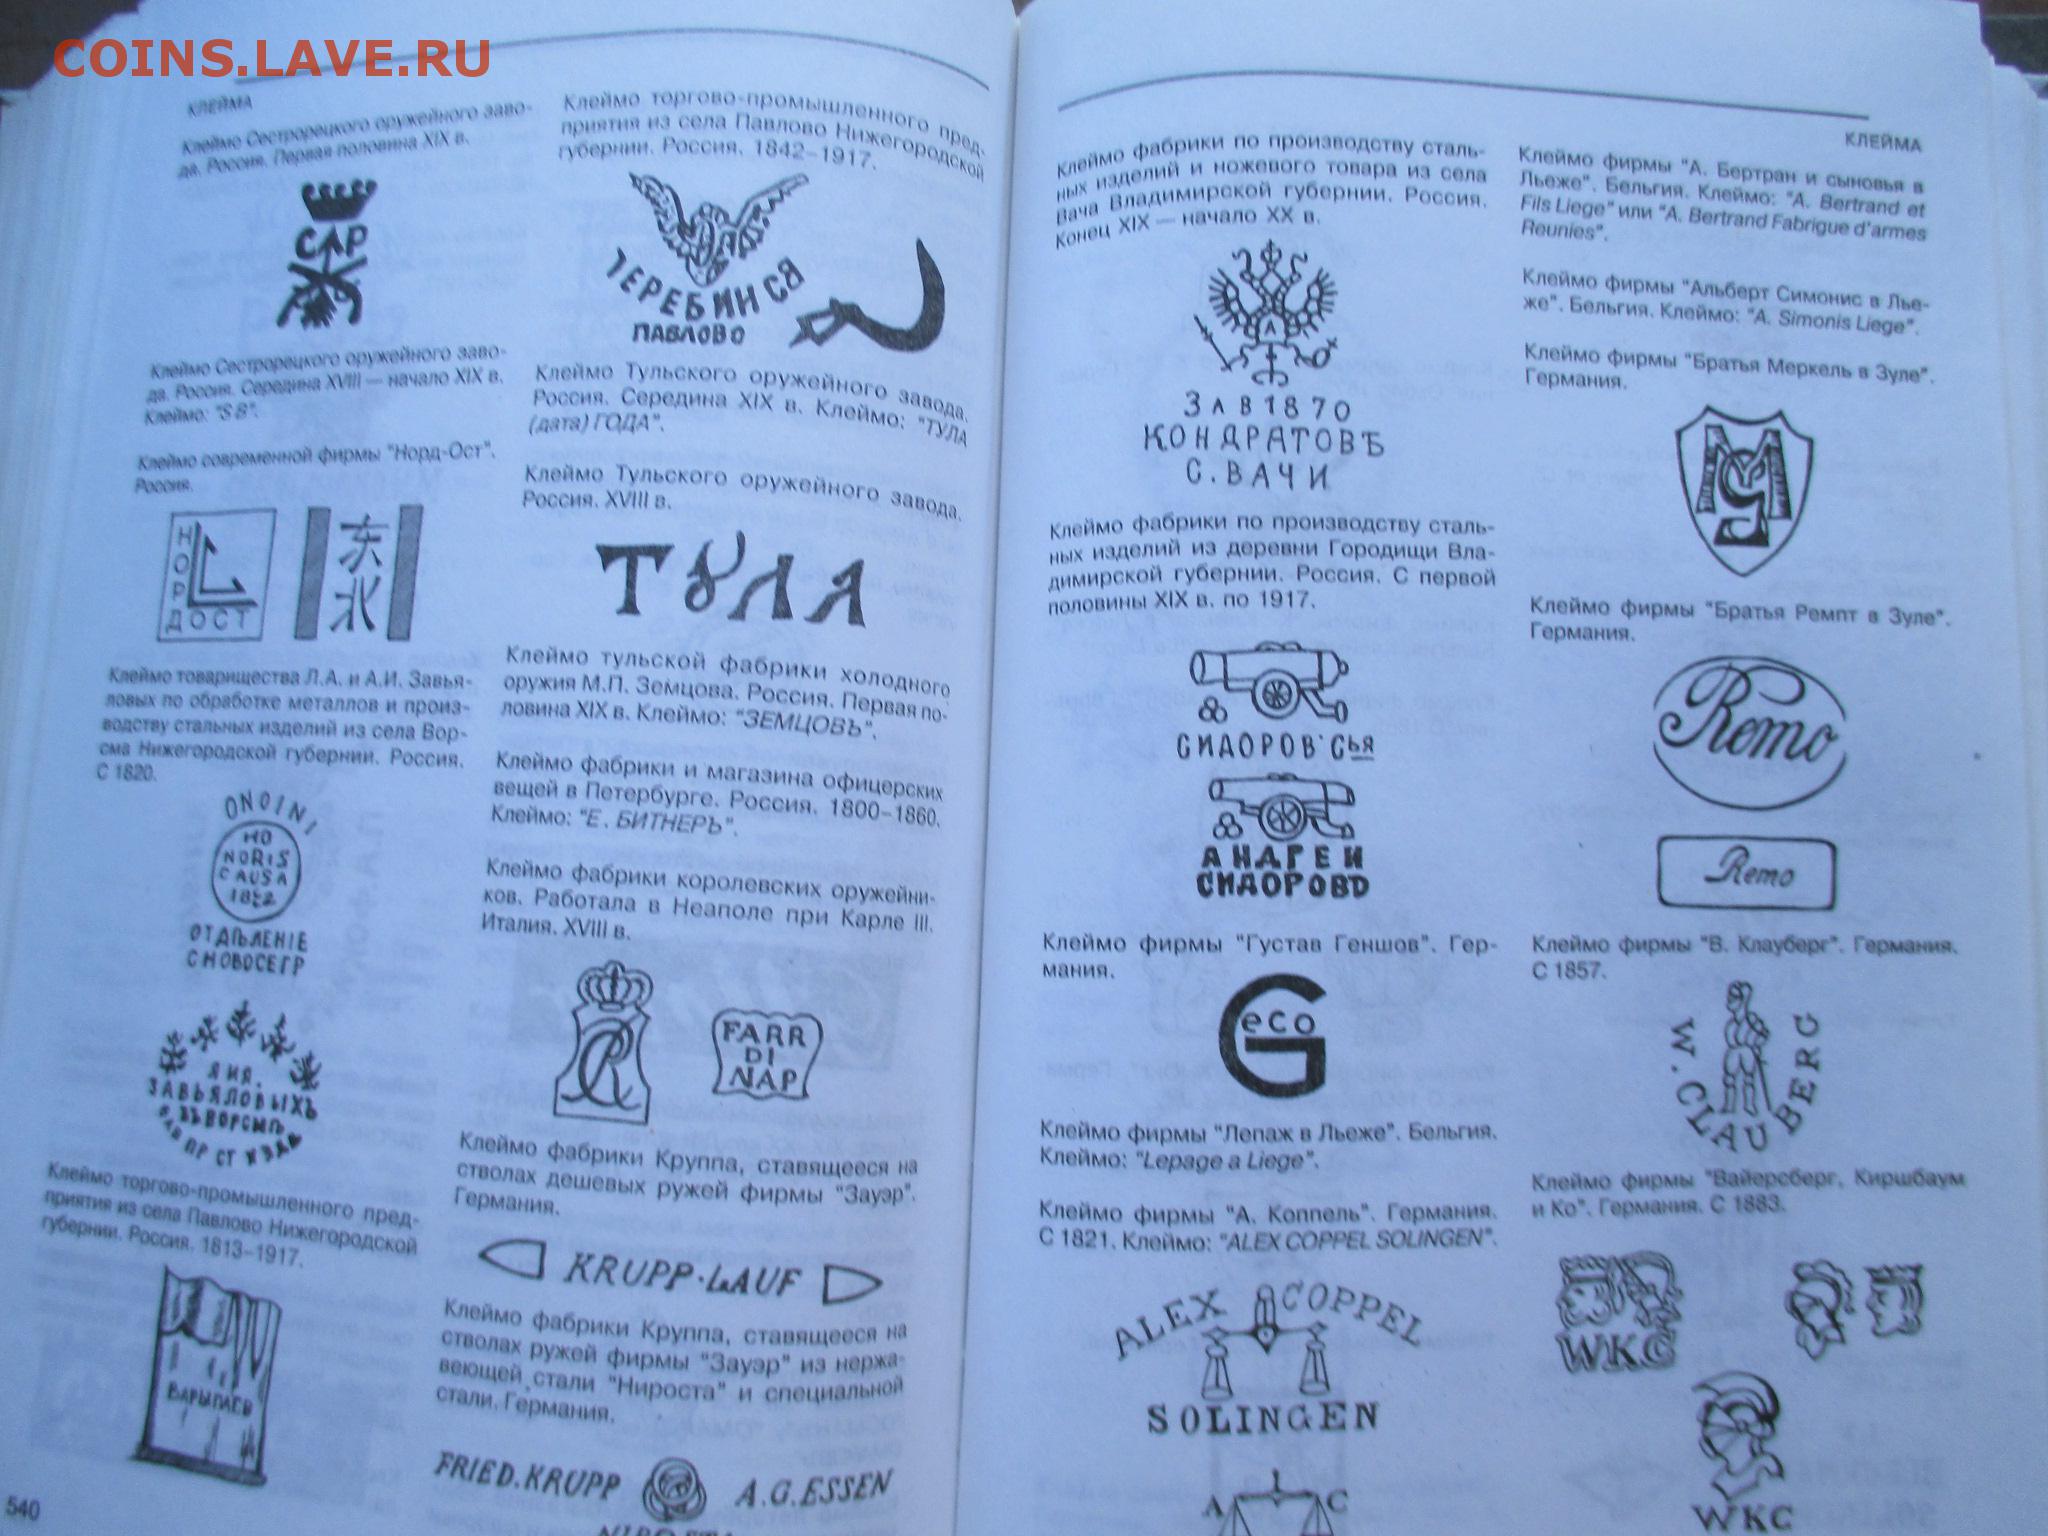 COINS.LAVE.RU
КЛЕЙМА
Клеймо Сестрорецкого оружейного заво-
да. Россия. Первая половина XIX в.
САР
Клеймо Сестрорецкого оружейного заво-
да. Россия. Середина XVIII — начало XIX в.
Клеймо: "S B".
Клеймо современной фирмы "Норд-Ост".
Россия.
НОРД
ДОСТ
东
北
Клеймо товарищества Л.А. и А.И. Завья-
ловых по обработке металлов и произ-
водству стальных изделий из села Вор-
сма Нижегородской губернии. Россия.
С 1820.
ONOINI
HO
NORIS
CAUSA
ОТДѢЛЕНІЕ
СНОВОСЕГР
ЗАВЬЯЛОВЫХЪ
Клеймо торгово-промышленного пред-
приятия из села Павлово Нижегородской
губернии. Россия. 1813–1917.
ВАРЫПАЕВ
540
Клеймо торгово-промышленного пред-
приятия из села Павлово Нижегородской
губернии. Россия. 1842–1917.
ТЕРЕБИН СЯ
ПАВЛОВО
Клеймо Тульского оружейного завода.
Россия. Середина XIX в. Клеймо: "ТУЛА
(дата) ГОДА".
Клеймо Тульского оружейного завода.
Россия. XVIII в.
ТУЛА
Клеймо тульской фабрики холодного
оружия М.П. Земцова. Россия. Первая по-
ловина XIX в. Клеймо: "ЗЕМЦОВЪ".
Клеймо фабрики и магазина офицерских
вещей в Петербурге. Россия. 1800–1860.
Клеймо: "Е. БИТНЕРЪ".
Клеймо фабрики королевских оружейни-
ков. Работала в Неаполе при Карле III.
Италия. XVIII в.
FARR
DI
NAP
Клеймо фабрики Круппа, ставящееся на
стволах дешевых ружей фирмы "Зауэр".
Германия.
KRUPP·LAUF
Клеймо фабрики Круппа, ставящееся на
стволах ружей фирмы "Зауэр" из нержа-
веющей стали "Нироста" и специальной
стали. Германия.
FRIED.KRUPP A.G.ESSEN
Клеймо фабрики по производству сталь-
ных изделий и ножевого товара из села
Вача Владимирской губернии. Россия.
Конец XIX — начало XX в.
А
ЗАВ1870
КОНДРАТОВЪ
С.ВАЧИ
Клеймо фабрики по производству сталь-
ных изделий из деревни Городищи Вла-
димирской губернии. Россия. С первой
половины XIX в. по 1917.
СИДОРОВ'СЬЯ
АНДРЕИ
СИДОРОВЪ
Клеймо фирмы "Густав Геншов". Гер-
мания.
Geco
Клеймо фирмы "Лепаж в Льеже". Бельгия.
Клеймо: "Lepage a Liege".
Клеймо фирмы "А. Коппель". Германия.
С 1821. Клеймо: "ALEX COPPEL SOLINGEN".
ALEX COPPEL
SOLINGEN
A C
КЛЕЙМА
Клеймо фирмы "А. Бертран и сыновья в
Льеже". Бельгия. Клеймо: "A. Bertrand et
Fils Liege" или "A. Bertrand Fabrigue d'armes
Reunies".
Клеймо фирмы "Альберт Симонис в Лье-
же". Бельгия. Клеймо: "A. Simonis Liege".
Клеймо фирмы "Братья Меркель в Зуле".
Германия.
Клеймо фирмы "Братья Ремпт в Зуле".
Германия.
Remo
Remo
Клеймо фирмы "В. Клауберг". Германия.
С 1857.
W.CLAUBERG
Клеймо фирмы "Вайерсберг, Киршбаум
и Ко". Германия. С 1883.
WKC
WKC